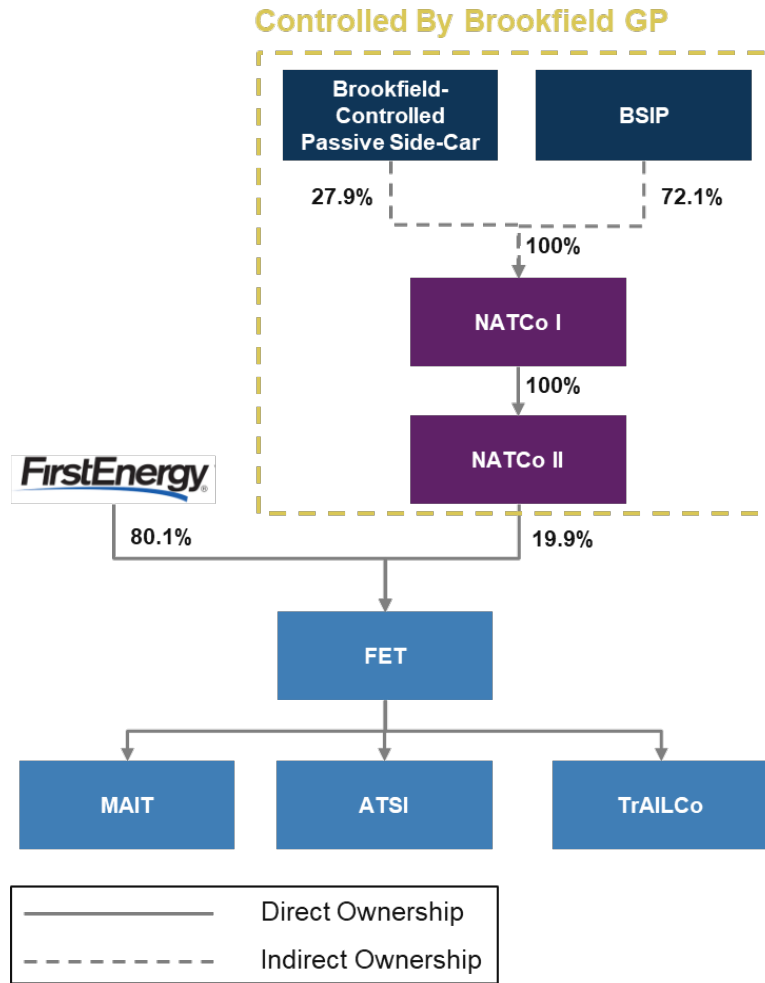 Controlled By Brookfield GP
Brookfield-
Controlled
Passive Side-Car
BSIP
27.9%
72.1%
100%
NATCo I
100%
NATCo II
FirstEnergy®
80.1%
19.9%
FET
MAIT
ATSI
TrAILCo
Direct Ownership
Indirect Ownership